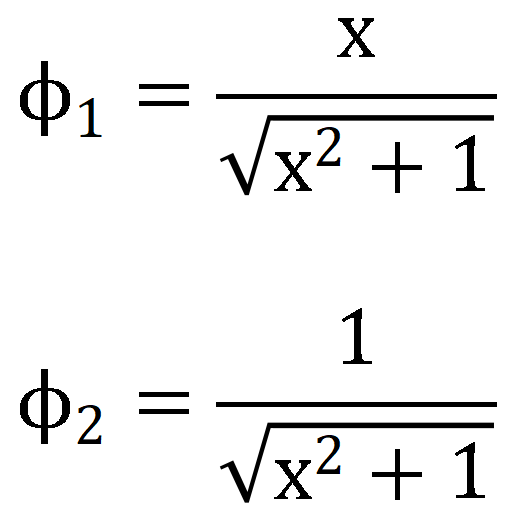 ϕ₁ = x / √(x² + 1)
ϕ₂ = 1 / √(x² + 1)